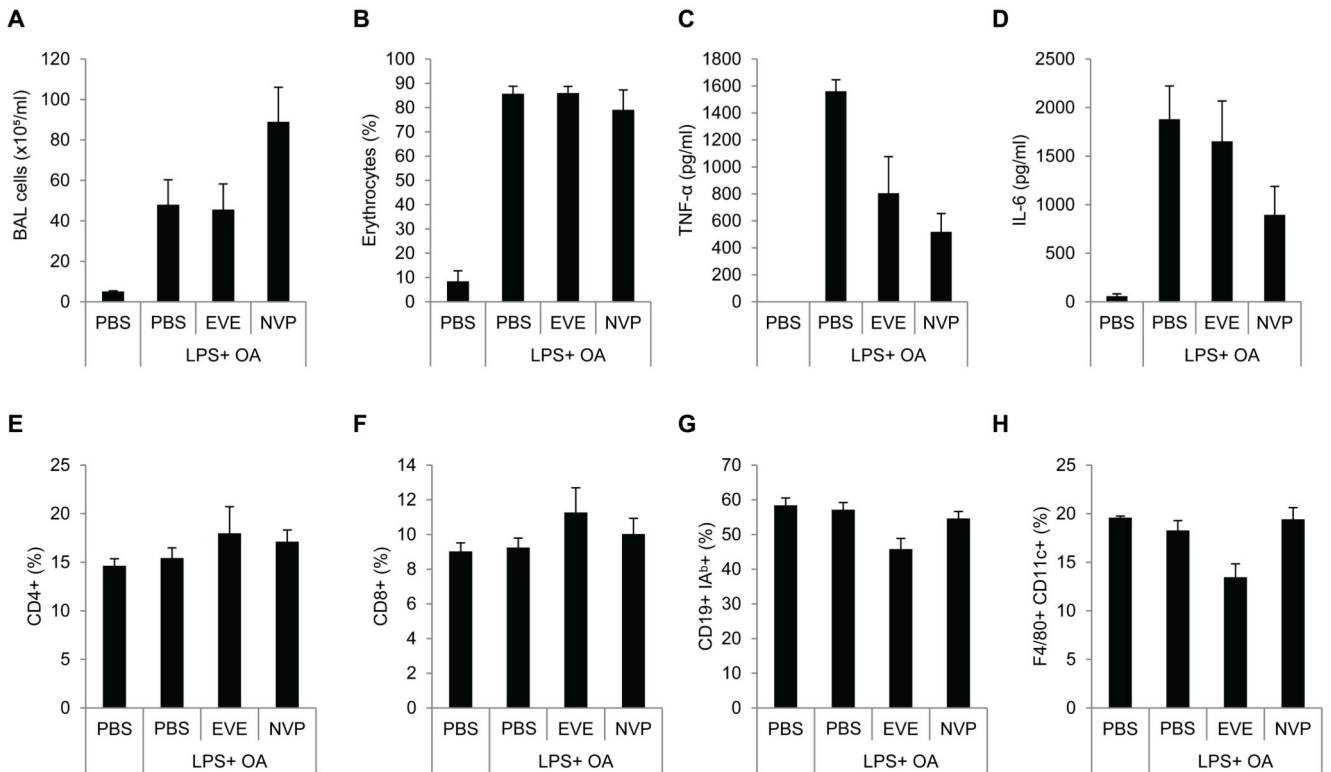 A
BAL cells (x10⁵/ml)
120
100
80
60
40
20
0
PBS PBS EVE NVP
LPS+ OA
B
Erythrocytes (%)
100
90
80
70
60
50
40
30
20
10
0
PBS PBS EVE NVP
LPS+ OA
C
TNF-α (pg/ml)
1800
1600
1400
1200
1000
800
600
400
200
0
PBS PBS EVE NVP
LPS+ OA
D
IL-6 (pg/ml)
2500
2000
1500
1000
500
0
PBS PBS EVE NVP
LPS+ OA
E
CD4+ (%)
25
20
15
10
5
0
PBS PBS EVE NVP
LPS+ OA
F
CD8+ (%)
14
12
10
8
6
4
2
0
PBS PBS EVE NVP
LPS+ OA
G
CD19+ IAᵇ+ (%)
70
60
50
40
30
20
10
0
PBS PBS EVE NVP
LPS+ OA
H
F4/80+ CD11c+ (%)
25
20
15
10
5
0
PBS PBS EVE NVP
LPS+ OA